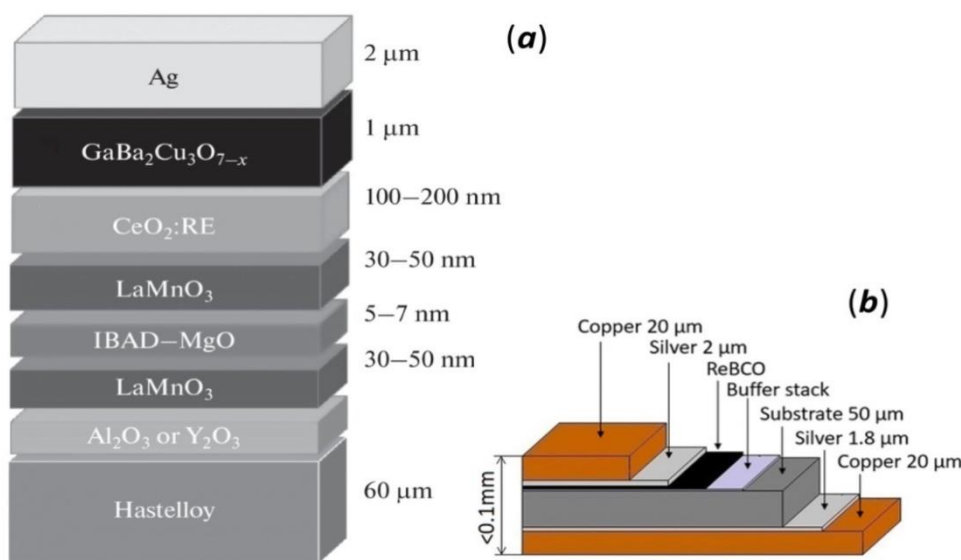 (a)
Ag
2 μm
GaBa₂Cu₃O₇₋ₓ
1 μm
CeO₂:RE
100–200 nm
LaMnO₃
30–50 nm
IBAD–MgO
5–7 nm
LaMnO₃
30–50 nm
Al₂O₃ or Y₂O₃
Hastelloy
60 μm
(b)
Copper 20 μm
Silver 2 μm
ReBCO
Buffer stack
Substrate 50 μm
Silver 1.8 μm
Copper 20 μm
<0.1mm